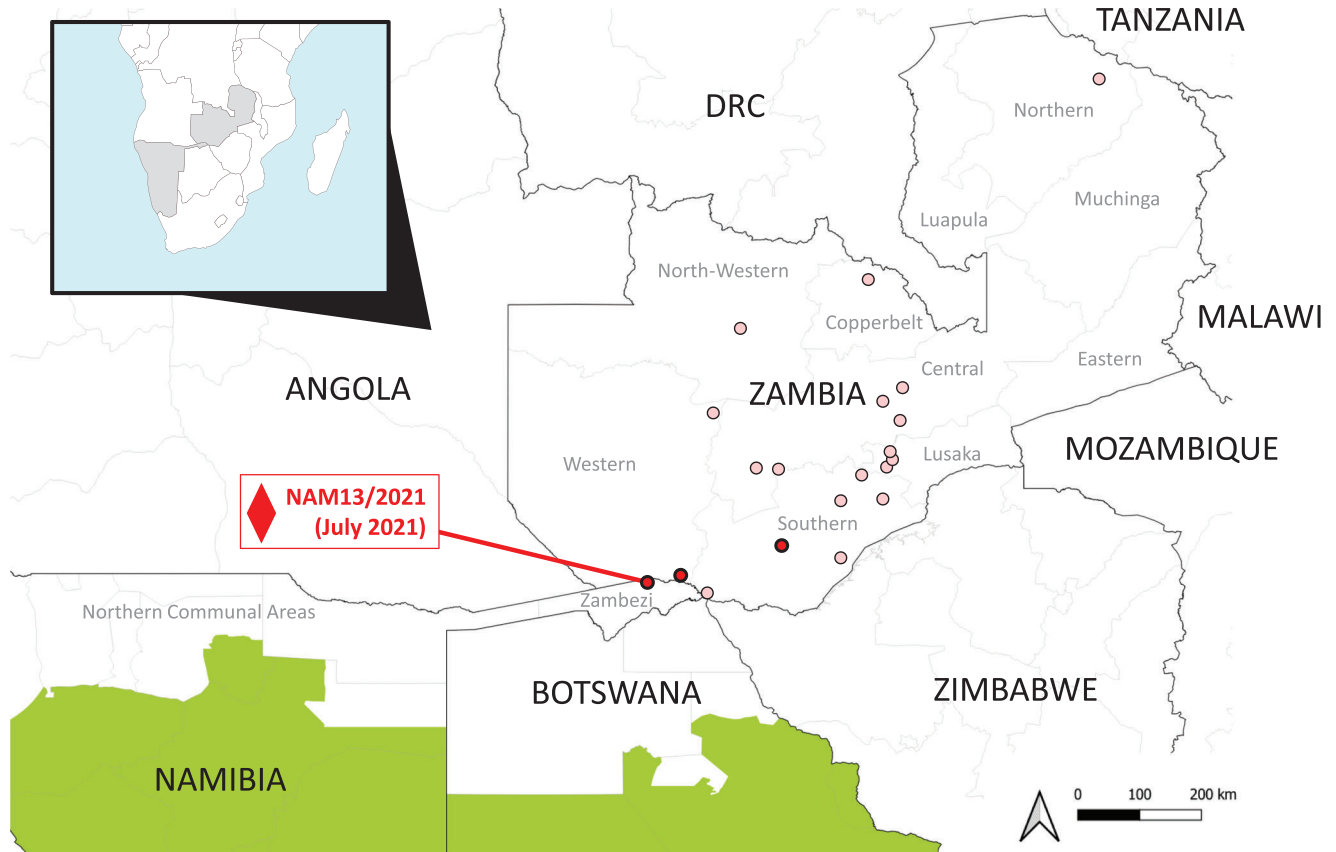 TANZANIA
DRC
Northern
Muchinga
Luapula
North-Western
MALAWI
Copperbelt
Eastern
Central
ANGOLA
ZAMBIA
MOZAMBIQUE
Lusaka
Western
NAM13/2021
(July 2021)
Southern
Zambezi
Northern Communal Areas
BOTSWANA
ZIMBABWE
NAMIBIA
0 100 200 km